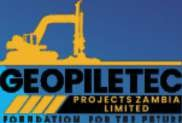 GEOPILETEC
PROJECTS ZAMBIA
LIMITED
FOUNDATION FOR THE FUTURE